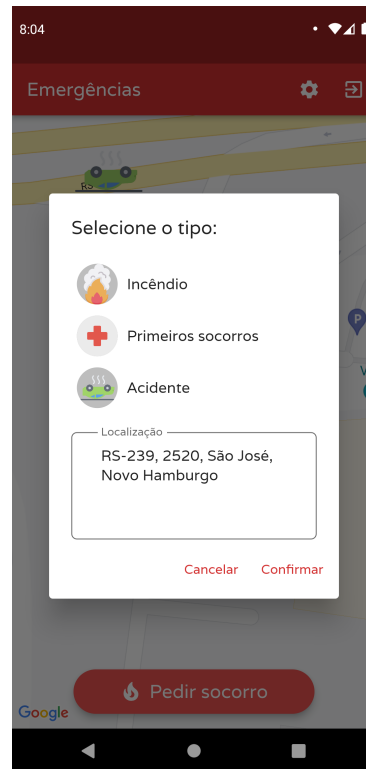 8:04
Emergências
RS
Selecione o tipo:
Incêndio
Primeiros socorros
P
Acidente
Localização
RS-239, 2520, São José,
Novo Hamburgo
Cancelar
Confirmar
Pedir socorro
Google